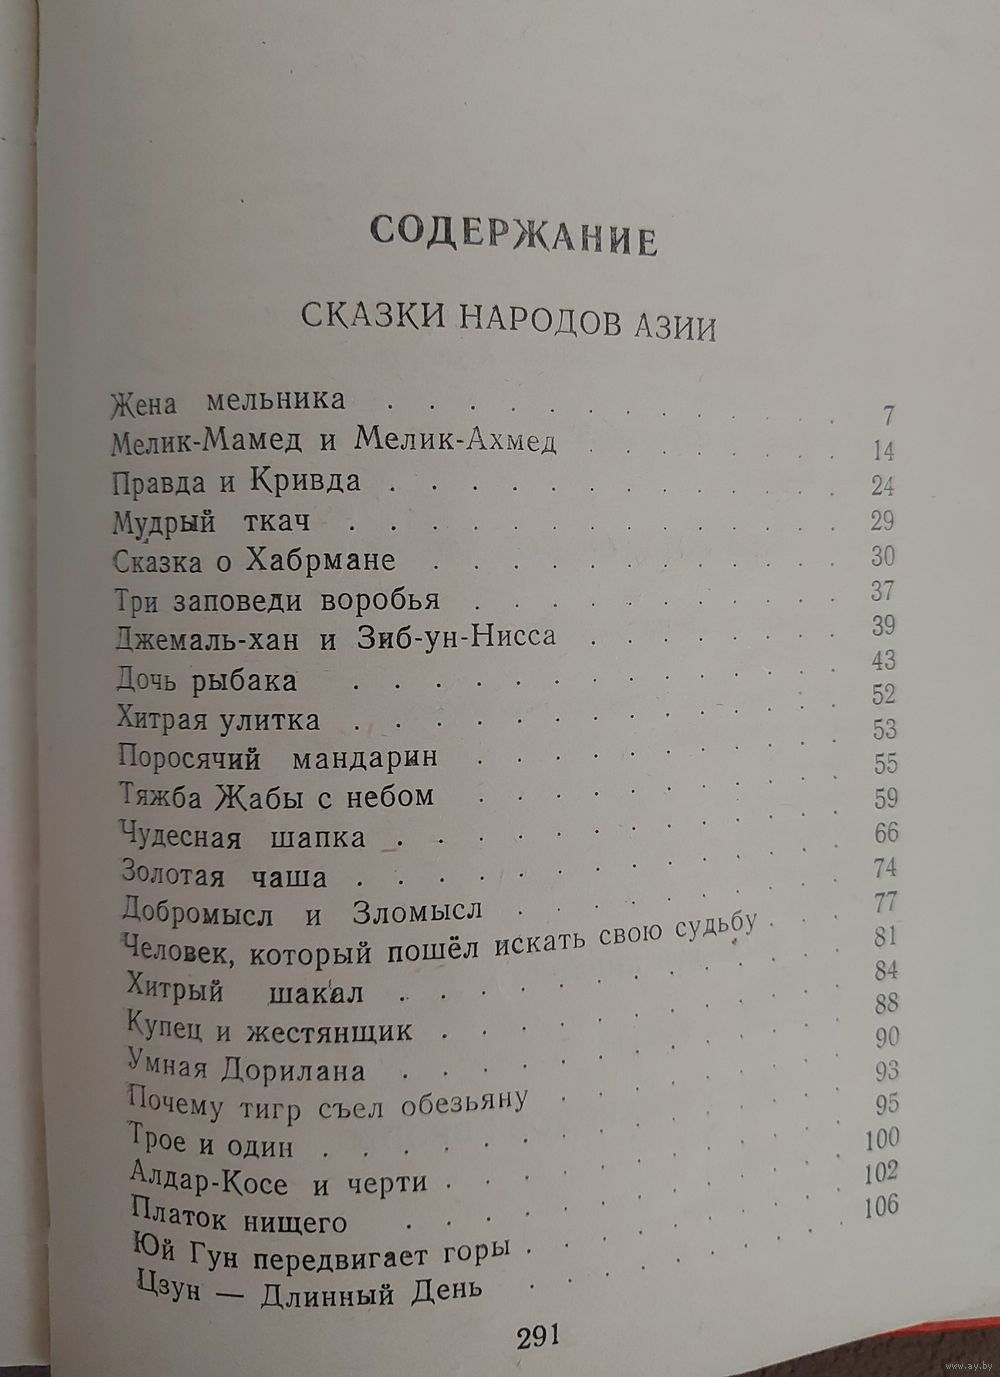 СОДЕРЖАНИЕ
СКАЗКИ НАРОДОВ АЗИИ
Жена мельника . . . . . . . . . . 7
Мелик-Мамед и Мелик-Ахмед . . . . . . 14
Правда и Кривда . . . . . . . . . . 24
Мудрый ткач . . . . . . . . . . 29
Сказка о Хабрмане . . . . . . . . . 30
Три заповеди воробья . . . . . . . . 37
Джемаль-хан и Зиб-ун-Нисса . . . . . . 39
Дочь рыбака . . . . . . . . . . 43
Хитрая улитка . . . . . . . . . . 52
Поросячий мандарин . . . . . . . . 53
Тяжба Жабы с небом . . . . . . . . 55
Чудесная шапка . . . . . . . . . 59
Золотая чаша . . . . . . . . . . 66
Добромысл и Зломысл . . . . . . . 74
Человек, который пошёл искать свою судьбу . . . 77
Хитрый шакал . . . . . . . . . 81
Купец и жестянщик . . . . . . . . 84
Умная Дорилана . . . . . . . . . 88
Почему тигр съел обезьяну . . . . . . 90
Трое и один . . . . . . . . . . 93
Алдар-Косе и черти . . . . . . . . 95
Платок нищего . . . . . . . . . 100
Юй Гун передвигает горы . . . . . . . 102
Цзун — Длинный День . . . . . . . 106
291
www.ay.by